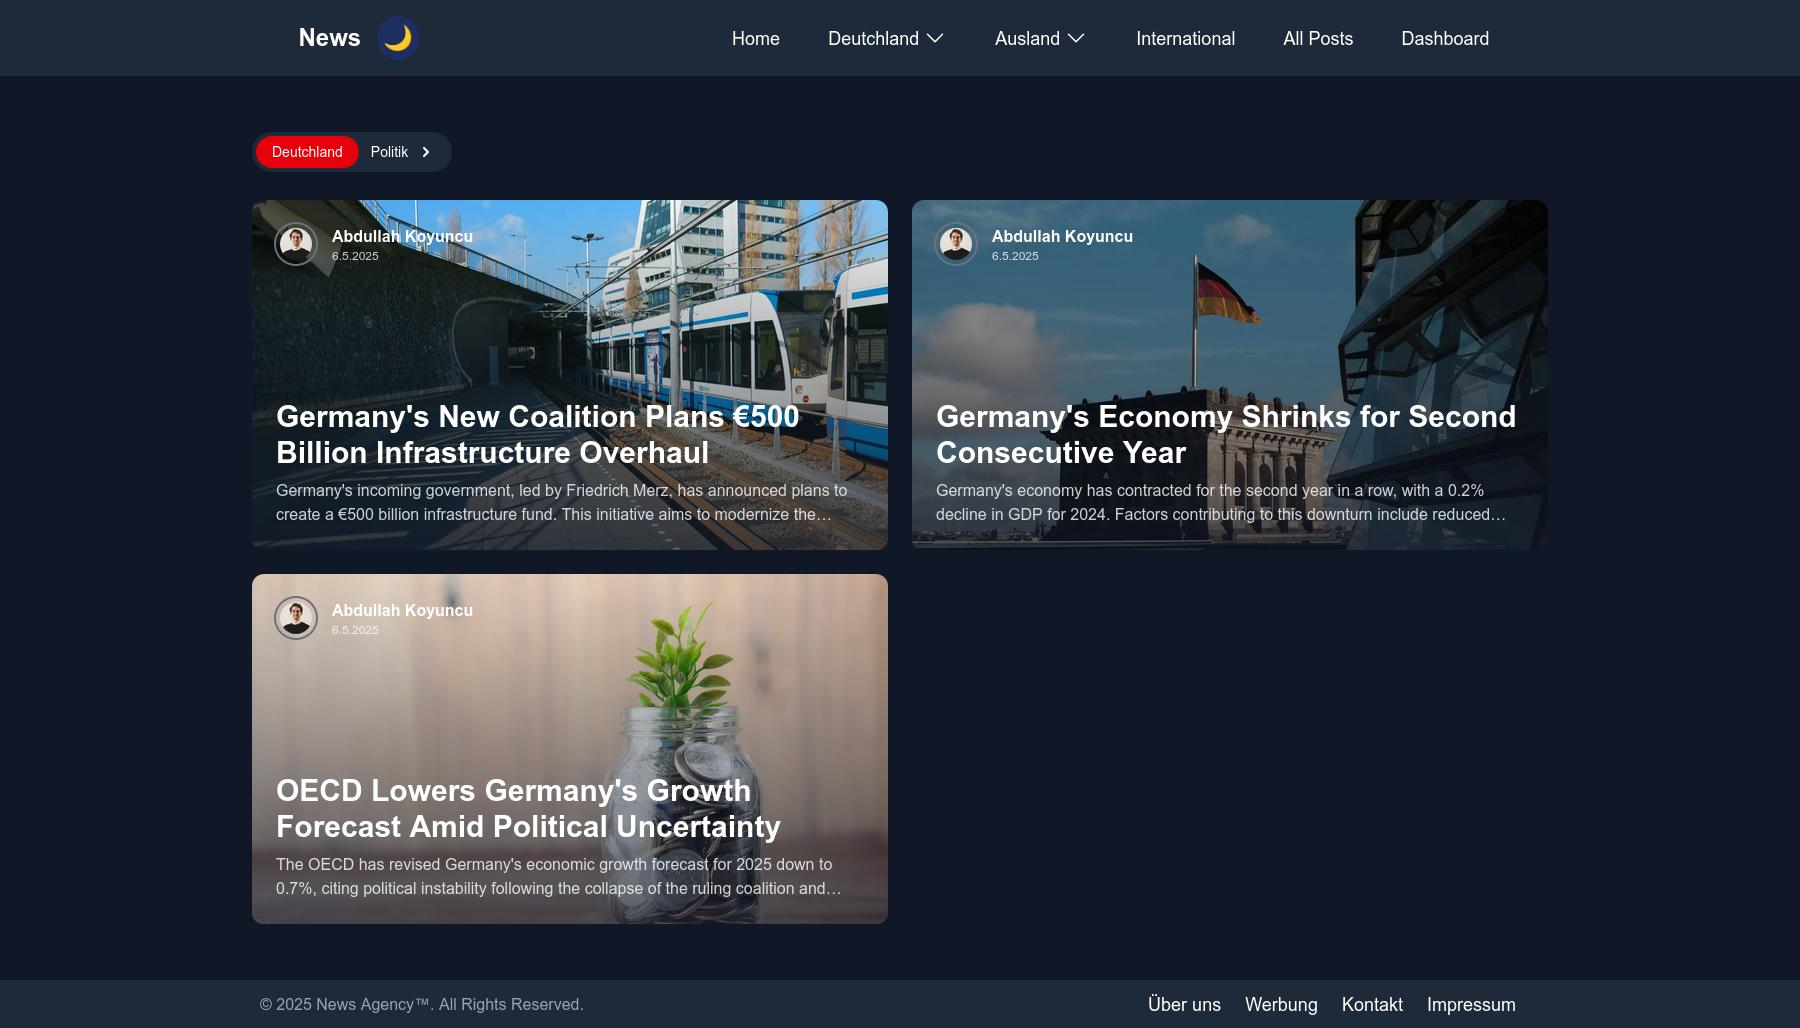 News
Home
Deutchland
Ausland
International
All Posts
Dashboard
Deutchland
Politik
Abdullah Koyuncu
6.5.2025
Germany's New Coalition Plans €500
Billion Infrastructure Overhaul
Germany's incoming government, led by Friedrich Merz, has announced plans to
create a €500 billion infrastructure fund. This initiative aims to modernize the…
Abdullah Koyuncu
6.5.2025
Germany's Economy Shrinks for Second
Consecutive Year
Germany's economy has contracted for the second year in a row, with a 0.2%
decline in GDP for 2024. Factors contributing to this downturn include reduced…
Abdullah Koyuncu
6.5.2025
OECD Lowers Germany's Growth
Forecast Amid Political Uncertainty
The OECD has revised Germany's economic growth forecast for 2025 down to
0.7%, citing political instability following the collapse of the ruling coalition and…
© 2025 News Agency™. All Rights Reserved.
Über uns
Werbung
Kontakt
Impressum